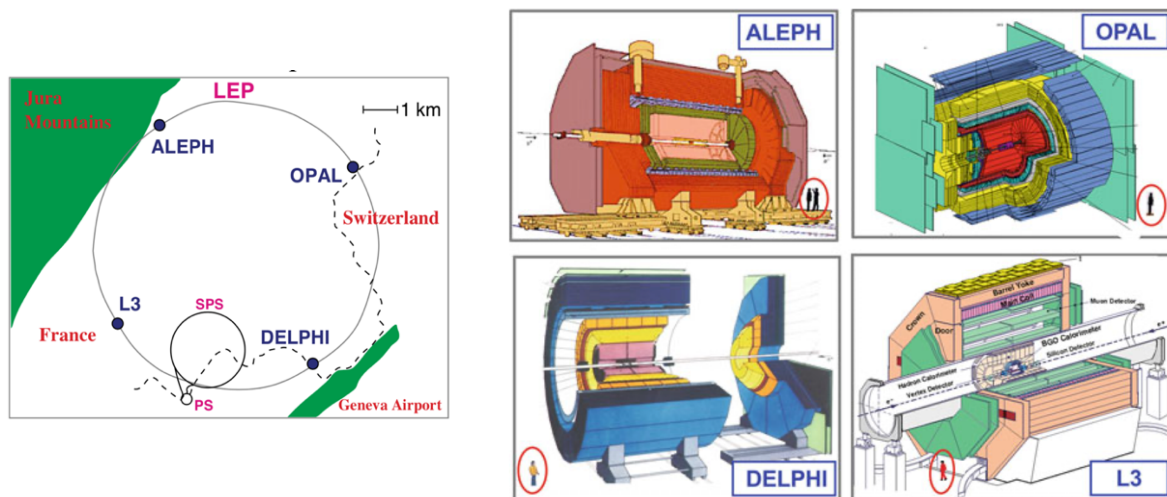 LEP
1 km
Jura
Mountains
ALEPH
OPAL
Switzerland
L3
SPS
France
DELPHI
PS
Geneva Airport
ALEPH
OPAL
DELPHI
Barrel Yoke
Main Coil
Muon Detector
Crown
Door
BGO Calorimeter
Silicon Detector
e+
Hadron Calorimeter
Vertex Detector
e-
L3